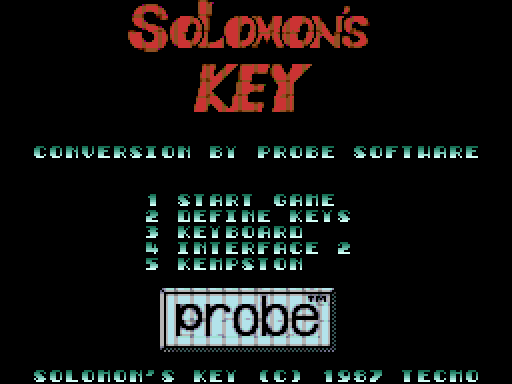 SOLOMON'S
KEY
CONVERSION BY PROBE SOFTWARE
1 START GAME
2 DEFINE KEYS
3 KEYBOARD
4 INTERFACE 2
5 KEMPSTON
probe™
SOLOMON'S KEY (C) 1987 TECMO